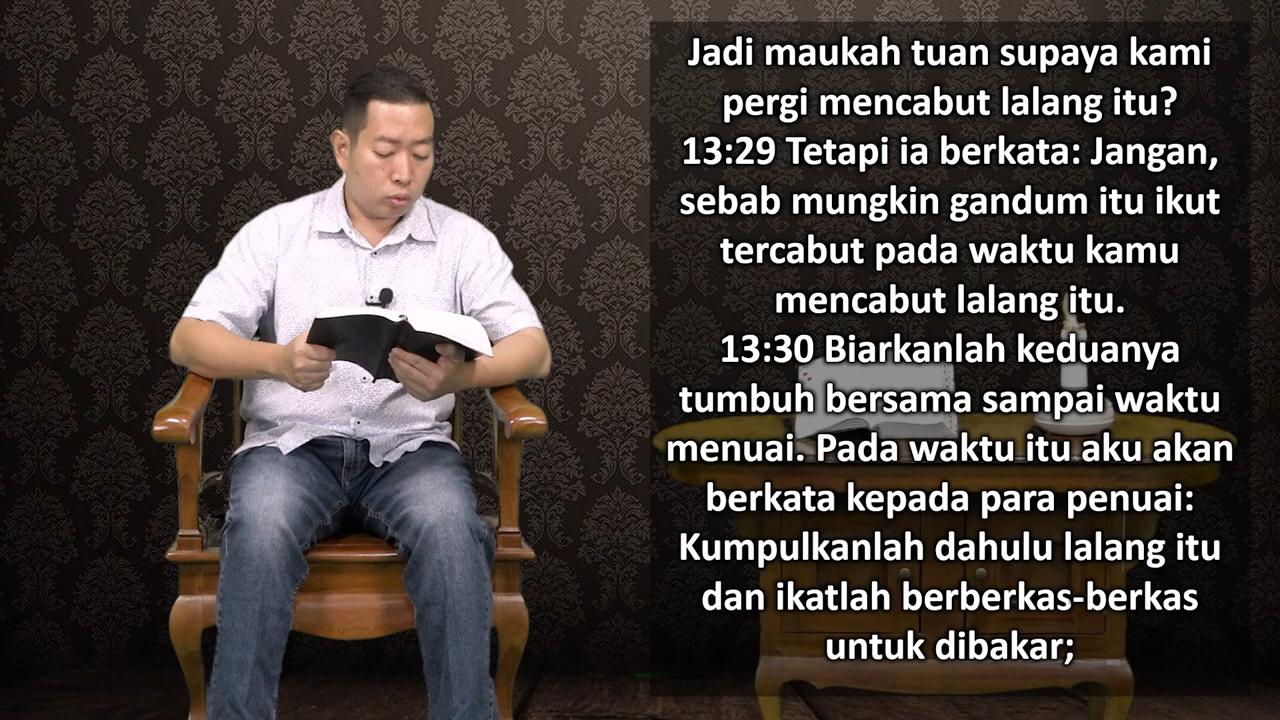 Jadi maukah tuan supaya kami
pergi mencabut lalang itu?
13:29 Tetapi ia berkata: Jangan,
sebab mungkin gandum itu ikut
tercabut pada waktu kamu
mencabut lalang itu.
13:30 Biarkanlah keduanya
tumbuh bersama sampai waktu
menuai. Pada waktu itu aku akan
berkata kepada para penuai:
Kumpulkanlah dahulu lalang itu
dan ikatlah berberkas-berkas
untuk dibakar;